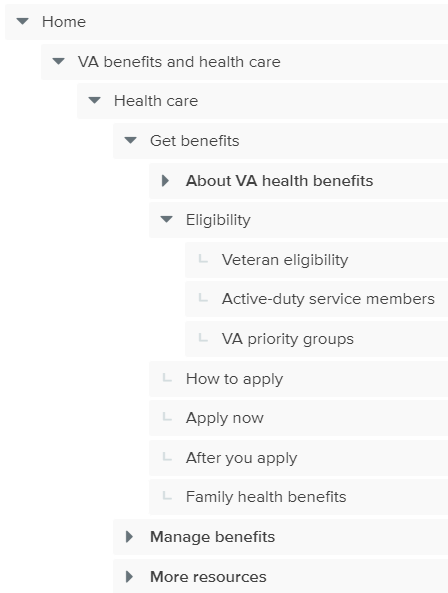 Home
VA benefits and health care
Health care
Get benefits
About VA health benefits
Eligibility
Veteran eligibility
Active-duty service members
VA priority groups
How to apply
Apply now
After you apply
Family health benefits
Manage benefits
More resources